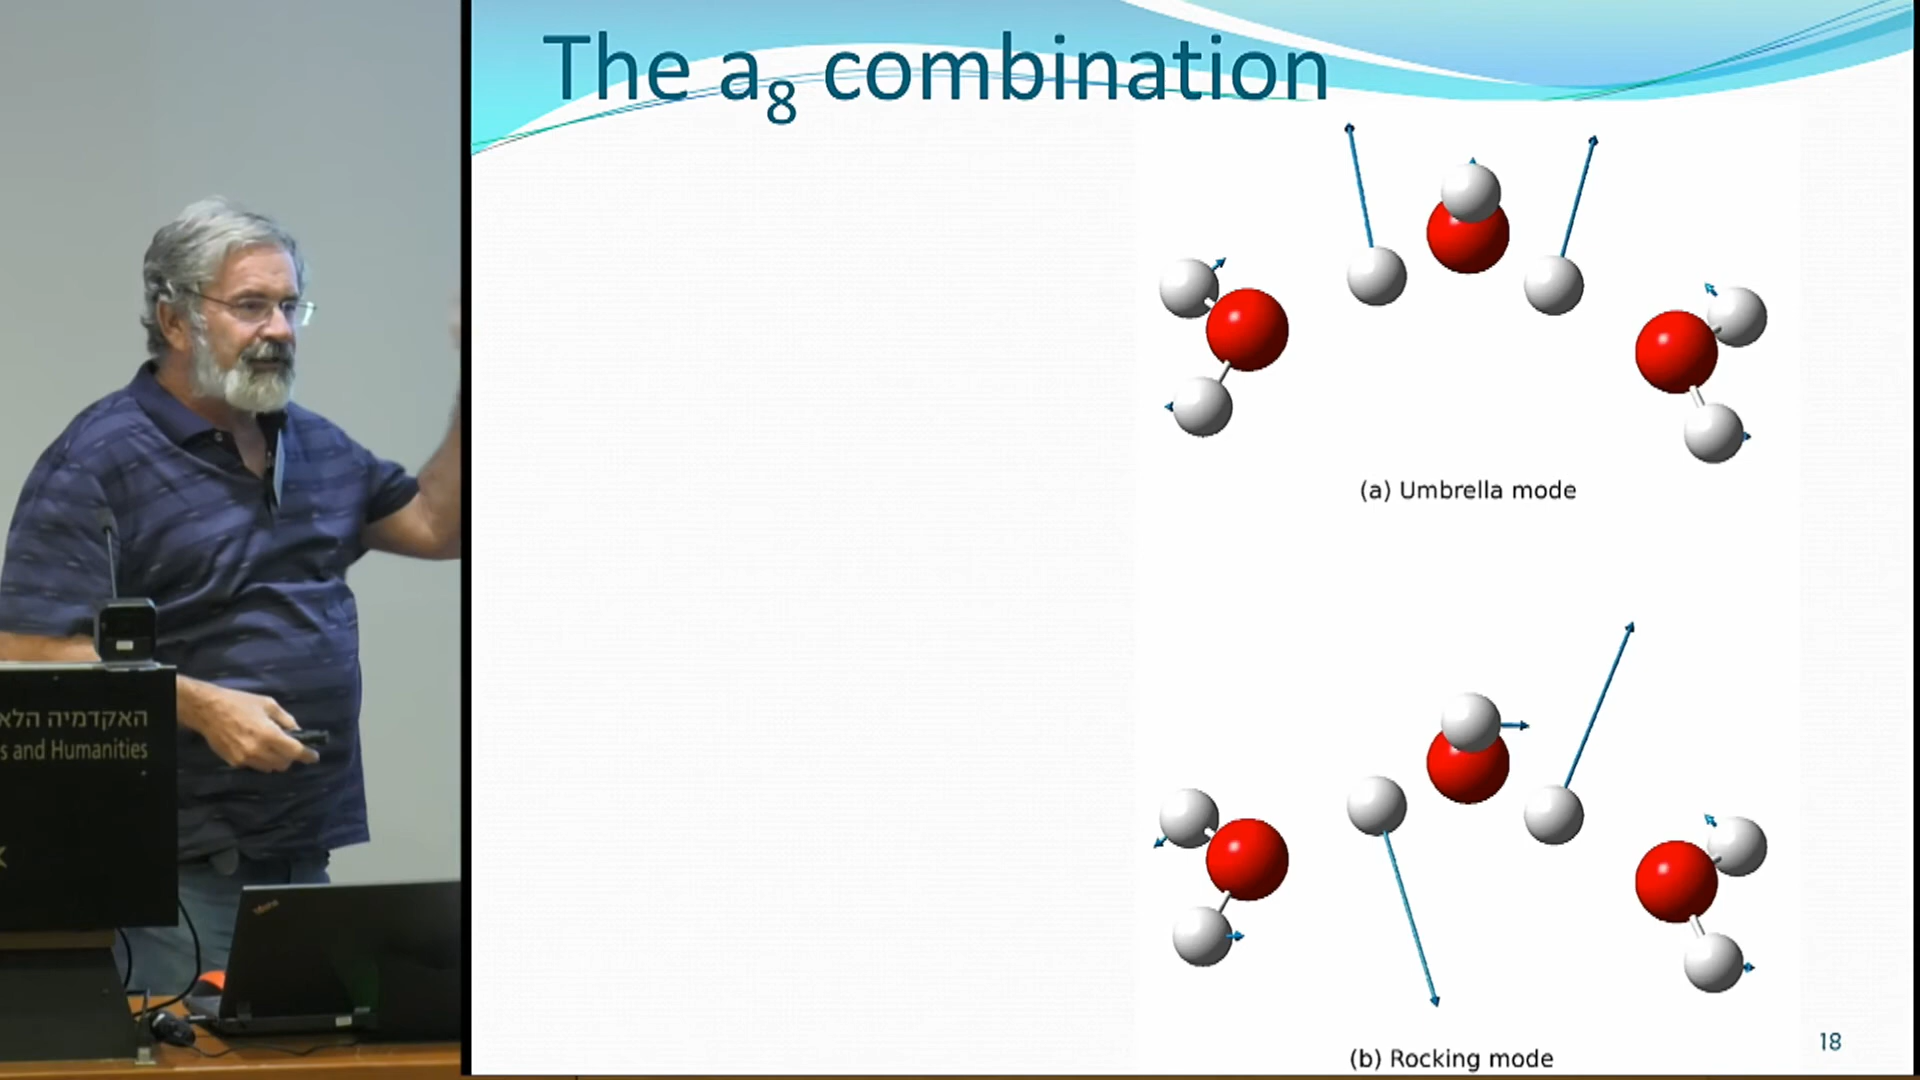 The a₈ combination
(a) Umbrella mode
(b) Rocking mode
18
האקדמיה הלא
s and Humanities